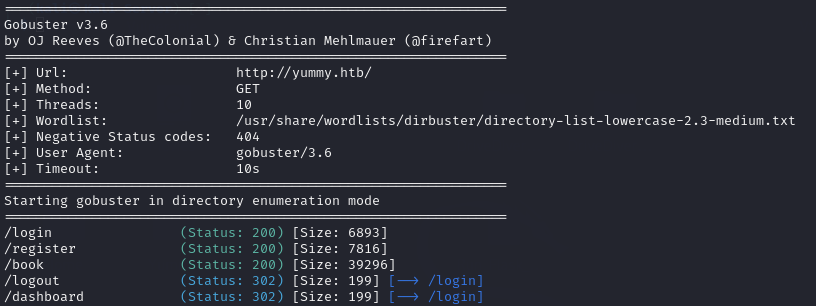 ===============================================================
Gobuster v3.6
by OJ Reeves (@TheColonial) & Christian Mehlmauer (@firefart)
===============================================================
[+] Url:                     http://yummy.htb/
[+] Method:                  GET
[+] Threads:                 10
[+] Wordlist:                /usr/share/wordlists/dirbuster/directory-list-lowercase-2.3-medium.txt
[+] Negative Status codes:   404
[+] User Agent:              gobuster/3.6
[+] Timeout:                 10s
===============================================================
Starting gobuster in directory enumeration mode
===============================================================
/login                (Status: 200) [Size: 6893]
/register             (Status: 200) [Size: 7816]
/book                 (Status: 200) [Size: 39296]
/logout               (Status: 302) [Size: 199] [--> /login]
/dashboard            (Status: 302) [Size: 199] [--> /login]